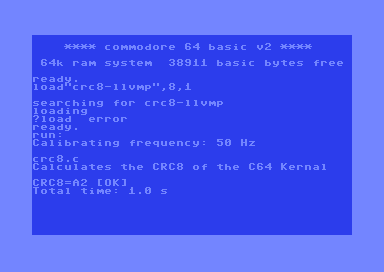 **** commodore 64 basic v2 ****
64k ram system 38911 basic bytes free
ready.
load"crc8-llvmp",8,1
searching for crc8-llvmp
loading
?load error
ready.
run:
Calibrating frequency: 50 Hz
crc8.c
Calculates the CRC8 of the C64 Kernal
CRC8=A2 [OK]
Total time: 1.0 s